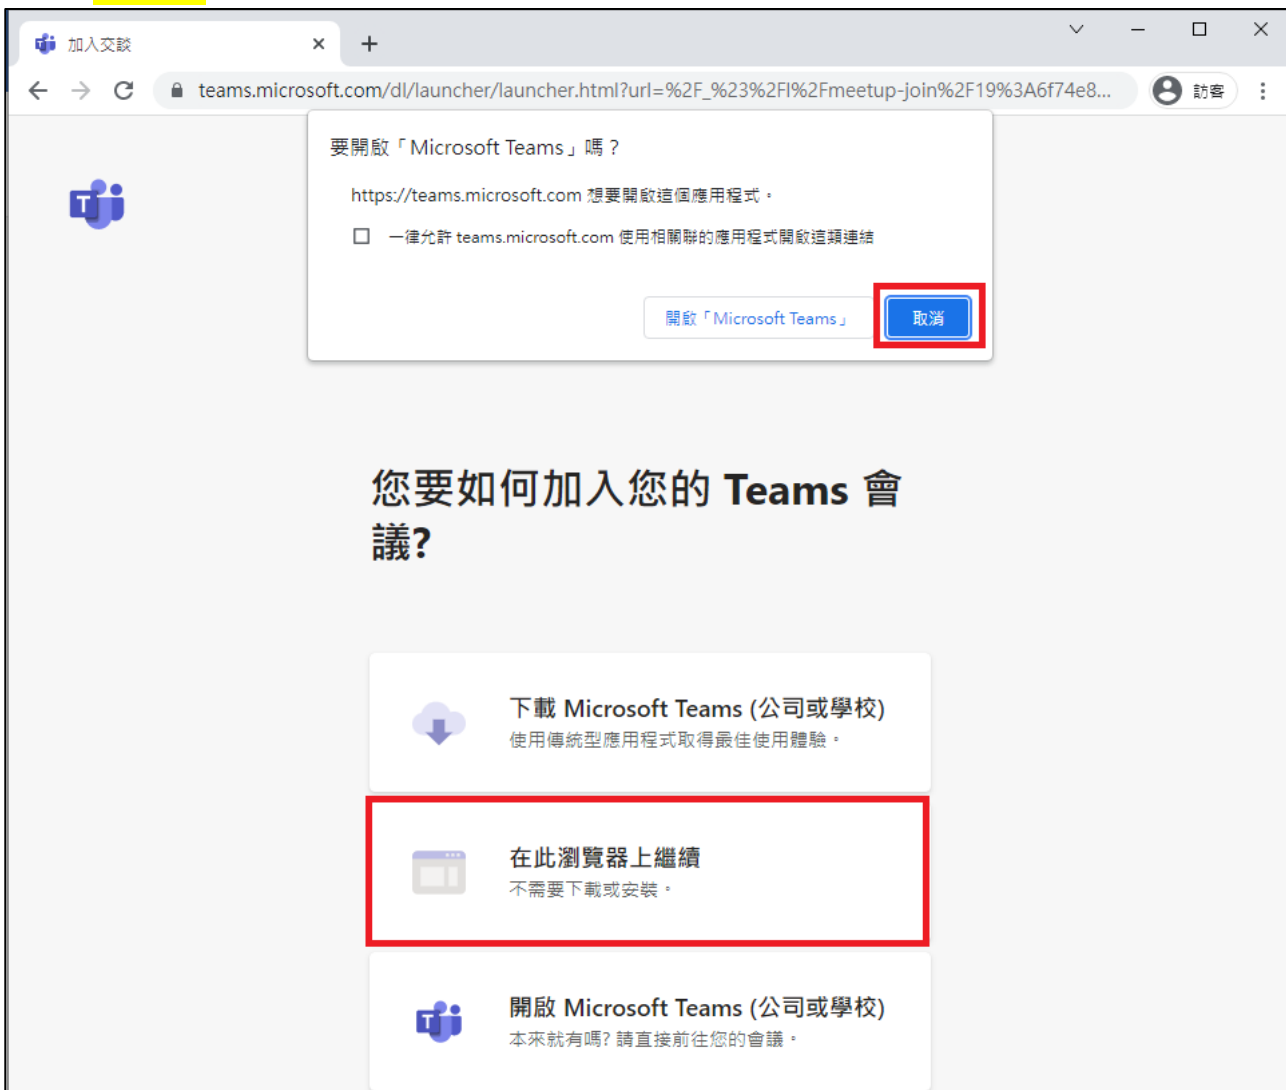 加入交談
teams.microsoft.com/dl/launcher/launcher.html?url=%2F_%23%2Fl%2Fmeetup-join%2F19%3A6f74e8...
訪客
要開啟「Microsoft Teams」嗎？
https://teams.microsoft.com 想要開啟這個應用程式。
一律允許 teams.microsoft.com 使用相關聯的應用程式開啟這類連結
開啟「Microsoft Teams」
取消
您要如何加入您的 Teams 會
議?
下載 Microsoft Teams (公司或學校)
使用傳統型應用程式取得最佳使用體驗。
在此瀏覽器上繼續
不需要下載或安裝。
開啟 Microsoft Teams (公司或學校)
本來就有嗎? 請直接前往您的會議。